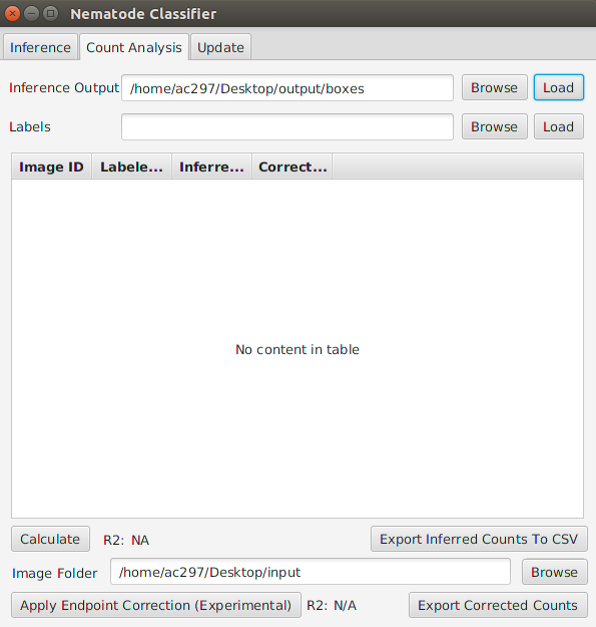 Nematode Classifier
Inference Count Analysis Update
Inference Output /home/ac297/Desktop/output/boxes Browse Load
Labels Browse Load
Image ID Labele... Inferre... Correct...
No content in table
Calculate R2: NA Export Inferred Counts To CSV
Image Folder /home/ac297/Desktop/input Browse
Apply Endpoint Correction (Experimental) R2: N/A Export Corrected Counts